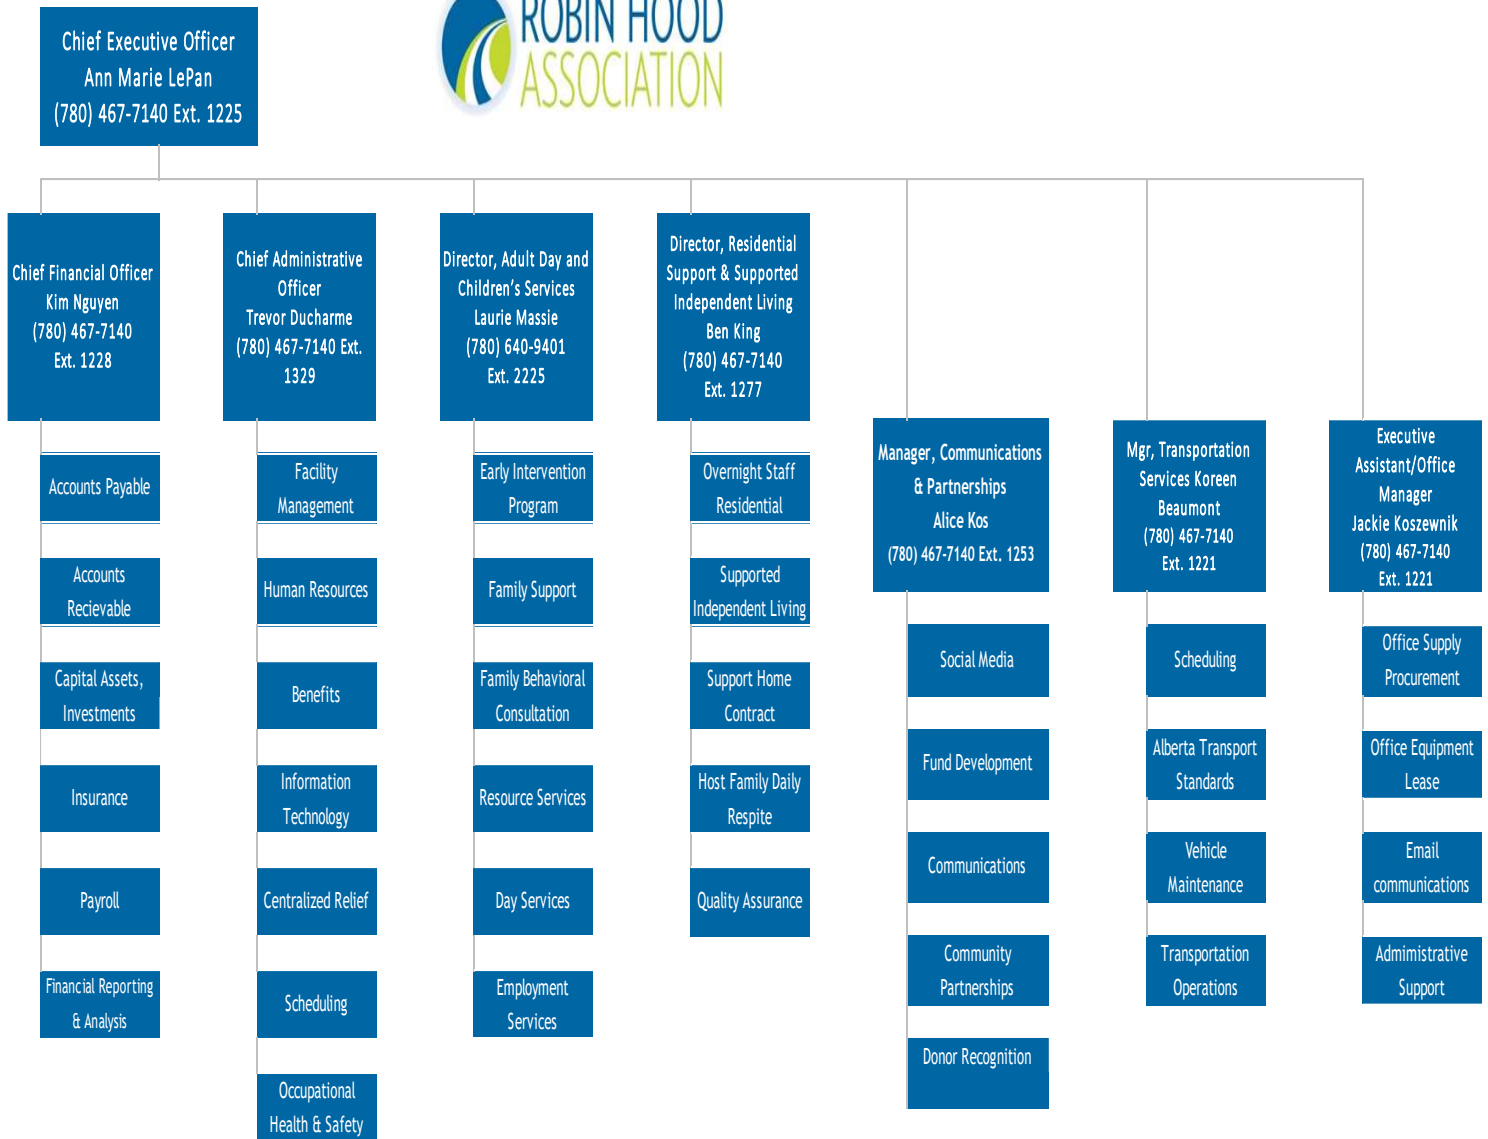 Chief Executive Officer
Ann Marie LePan
(780) 467-7140 Ext. 1225
ROBIN HOOD
ASSOCIATION
Chief Financial Officer
Kim Nguyen
(780) 467-7140
Ext. 1228
Accounts Payable
Accounts
Recievable
Capital Assets,
Investments
Insurance
Payroll
Financial Reporting
& Analysis
Chief Administrative
Officer
Trevor Ducharme
(780) 467-7140 Ext.
1329
Facility
Management
Human Resources
Benefits
Information
Technology
Centralized Relief
Scheduling
Occupational
Health & Safety
Director, Adult Day and
Children’s Services
Laurie Massie
(780) 640-9401
Ext. 2225
Early Intervention
Program
Family Support
Family Behavioral
Consultation
Resource Services
Day Services
Employment
Services
Director, Residential
Support & Supported
Independent Living
Ben King
(780) 467-7140
Ext. 1277
Overnight Staff
Residential
Supported
Independent Living
Support Home
Contract
Host Family Daily
Respite
Quality Assurance
Manager, Communications
& Partnerships
Alice Kos
(780) 467-7140 Ext. 1253
Social Media
Fund Development
Communications
Community
Partnerships
Donor Recognition
Mgr, Transportation
Services Koreen
Beaumont
(780) 467-7140
Ext. 1221
Scheduling
Alberta Transport
Standards
Vehicle
Maintenance
Transportation
Operations
Executive
Assistant/Office
Manager
Jackie Koszewnik
(780) 467-7140
Ext. 1221
Office Supply
Procurement
Office Equipment
Lease
Email
communications
Admimistrative
Support